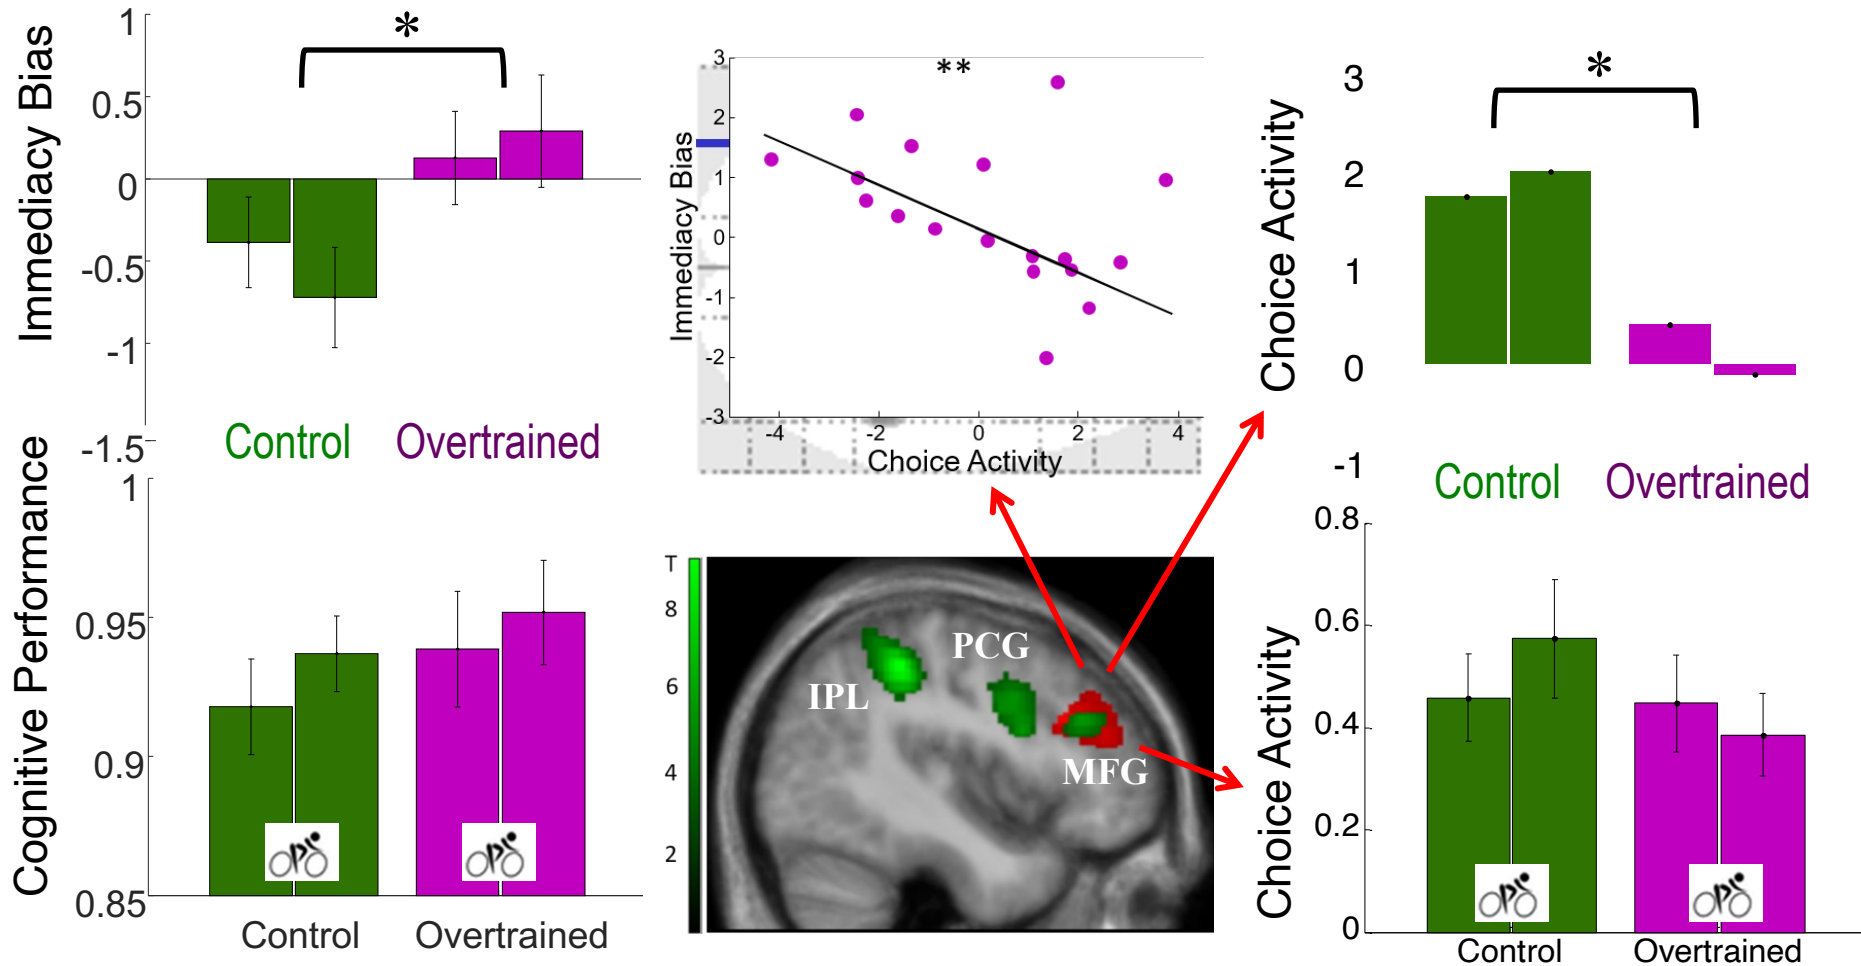 Immediacy Bias
1
0.5
0
-0.5
-1
-1.5
*
Control Overtrained
Immediacy Bias
3
2
1
0
-1
-2
-3
**
-4 -2 0 2 4
Choice Activity
Choice Activity
3
2
1
0
-1
*
Control Overtrained
Cognitive Performance
1
0.95
0.9
0.85
Control Overtrained
T
8
6
4
2
IPL
PCG
MFG
Choice Activity
0.8
0.6
0.4
0.2
0
Control Overtrained